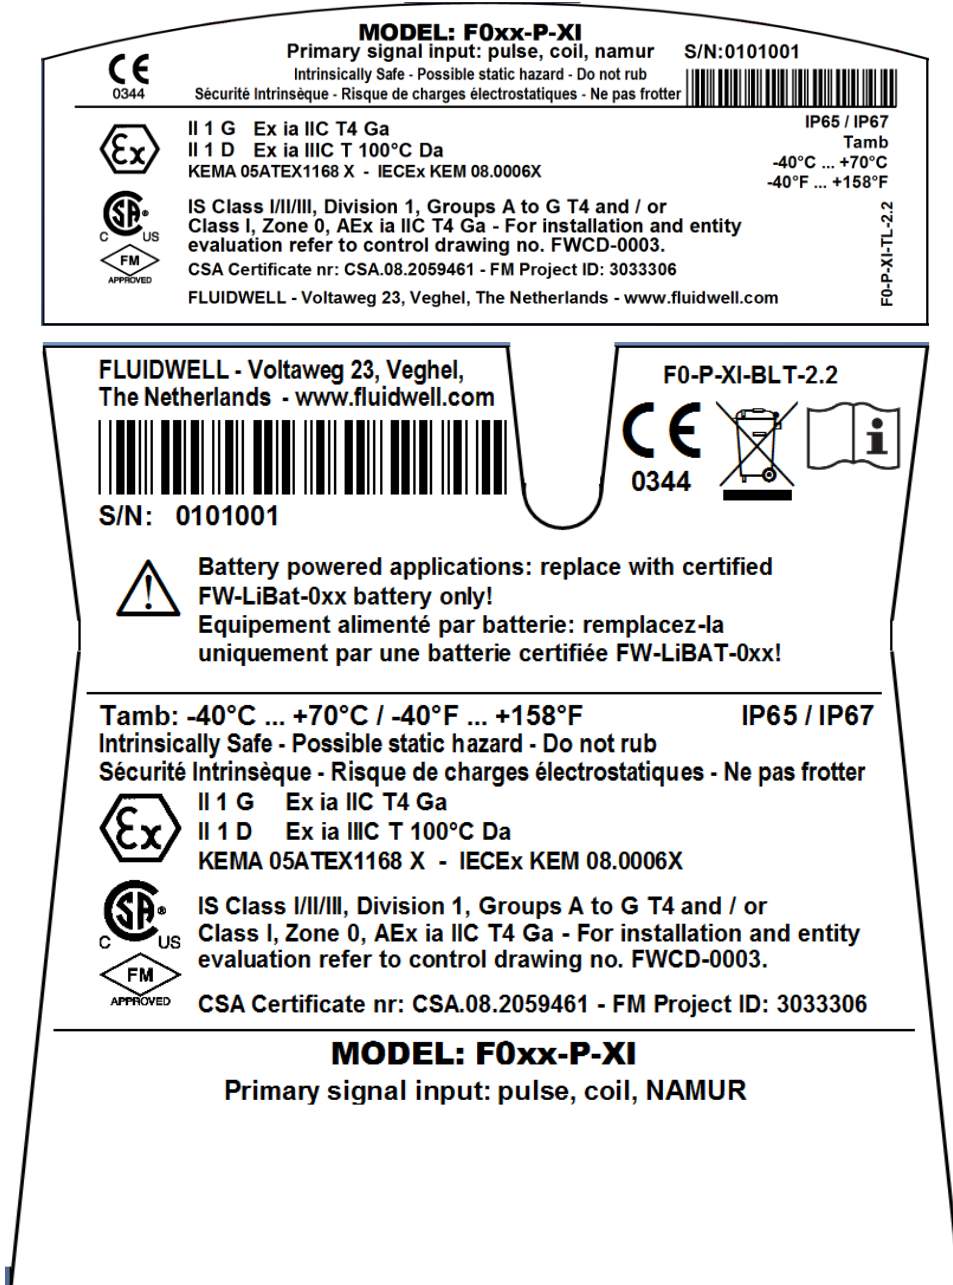 MODEL: F0xx-P-XI
Primary signal input: pulse, coil, namur
S/N:0101001
CE
0344
Intrinsically Safe - Possible static hazard - Do not rub
Sécurité Intrinsèque - Risque de charges électrostatiques - Ne pas frotter
Ex
II 1 G Ex ia IIC T4 Ga
II 1 D Ex ia IIIC T 100°C Da
KEMA 05ATEX1168 X - IECEx KEM 08.0006X
IP65 / IP67
Tamb
-40°C ... +70°C
-40°F ... +158°F
SA
C US
FM
APPROVED
IS Class I/II/III, Division 1, Groups A to G T4 and / or
Class I, Zone 0, AEx ia IIC T4 Ga - For installation and entity
evaluation refer to control drawing no. FWCD-0003.
CSA Certificate nr: CSA.08.2059461 - FM Project ID: 3033306
FLUIDWELL - Voltaweg 23, Veghel, The Netherlands - www.fluidwell.com
F0-P-XI-TL-2.2
FLUIDWELL - Voltaweg 23, Veghel,
The Netherlands - www.fluidwell.com
S/N: 0101001
F0-P-XI-BLT-2.2
CE
0344
i
Battery powered applications: replace with certified
FW-LiBat-0xx battery only!
Equipement alimenté par batterie: remplacez-la
uniquement par une batterie certifiée FW-LiBAT-0xx!
Tamb: -40°C ... +70°C / -40°F ... +158°F IP65 / IP67
Intrinsically Safe - Possible static hazard - Do not rub
Sécurité Intrinsèque - Risque de charges électrostatiques - Ne pas frotter
Ex
II 1 G Ex ia IIC T4 Ga
II 1 D Ex ia IIIC T 100°C Da
KEMA 05ATEX1168 X - IECEx KEM 08.0006X
SA
C US
FM
APPROVED
IS Class I/II/III, Division 1, Groups A to G T4 and / or
Class I, Zone 0, AEx ia IIC T4 Ga - For installation and entity
evaluation refer to control drawing no. FWCD-0003.
CSA Certificate nr: CSA.08.2059461 - FM Project ID: 3033306
MODEL: F0xx-P-XI
Primary signal input: pulse, coil, NAMUR